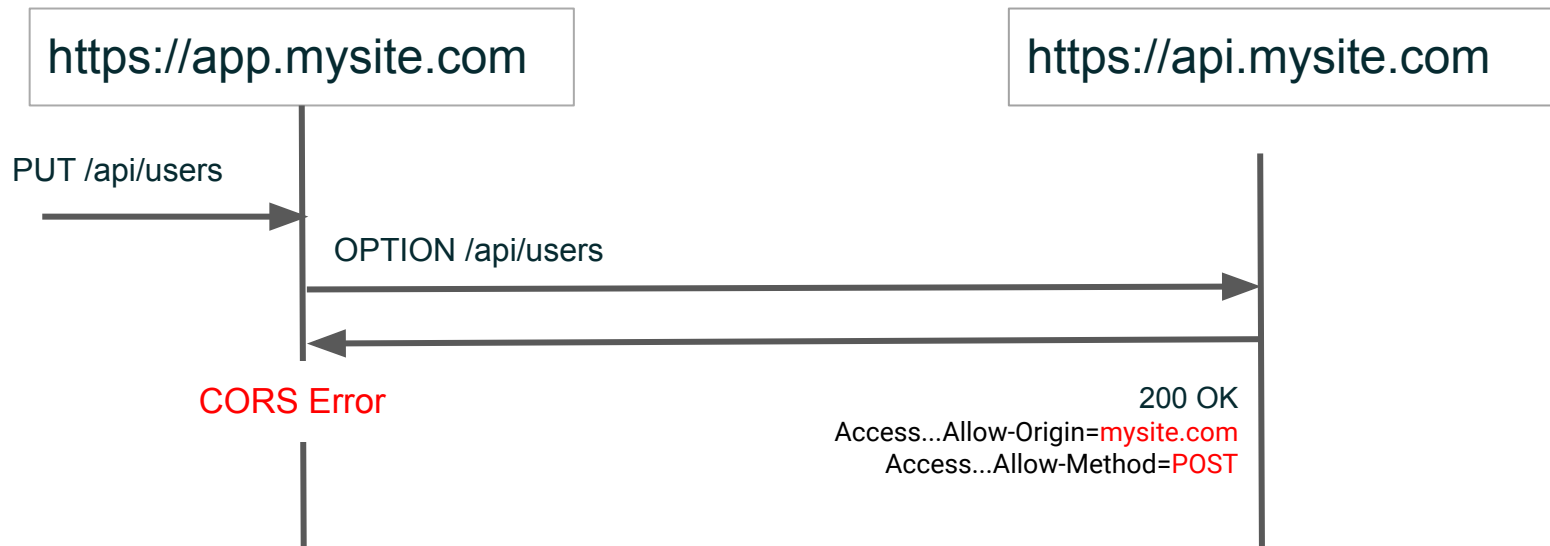 https://app.mysite.com
https://api.mysite.com
PUT /api/users
OPTION /api/users
CORS Error
200 OK
Access...Allow-Origin=mysite.com
Access...Allow-Method=POST